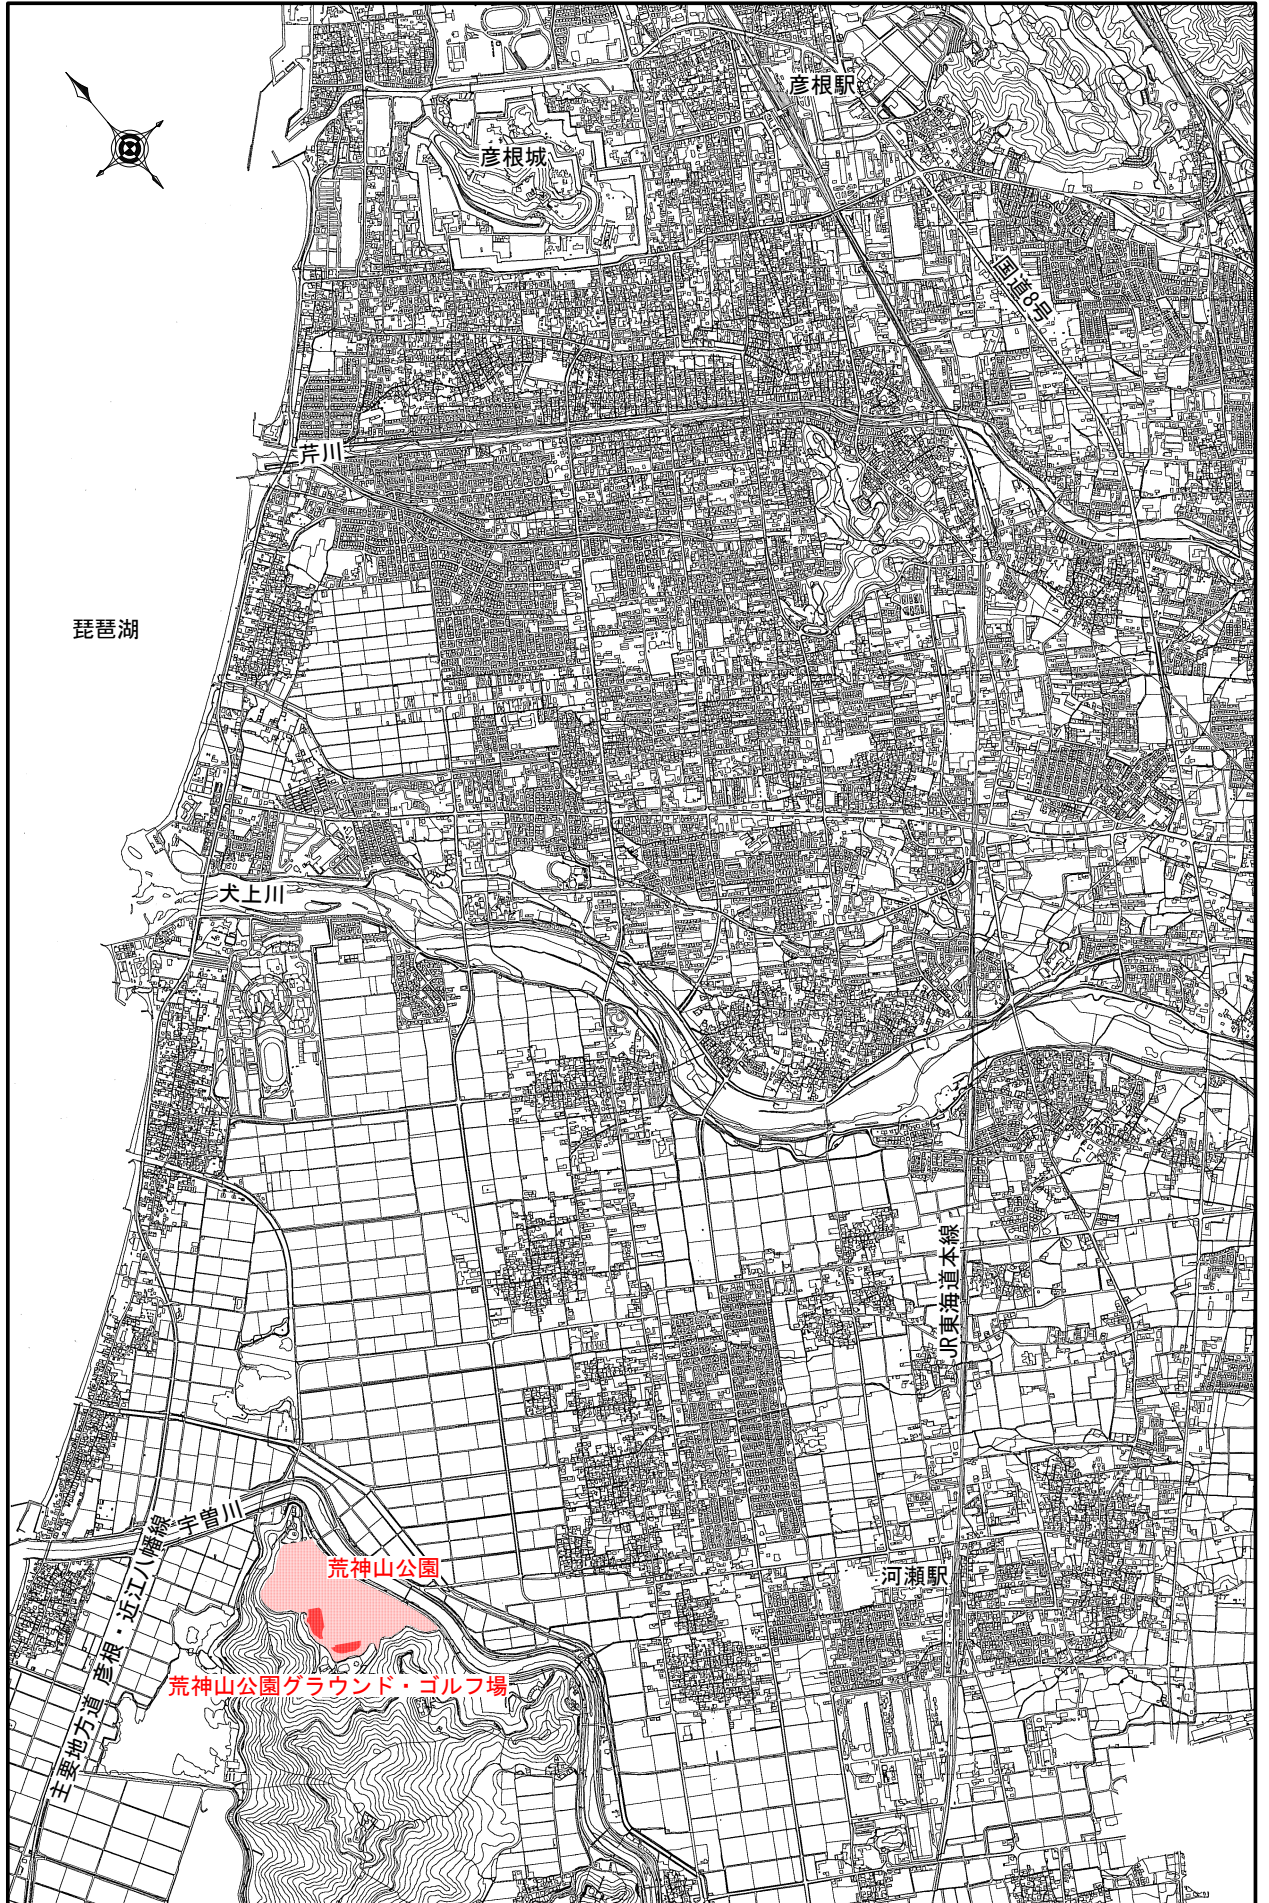 彦根駅
彦根城
国道8号
芹川
琵琶湖
犬上川
JR東海道本線
宇曽川
荒神山公園
河瀬駅
荒神山公園グラウンド・ゴルフ場
主要地方道 彦根・近江八幡線